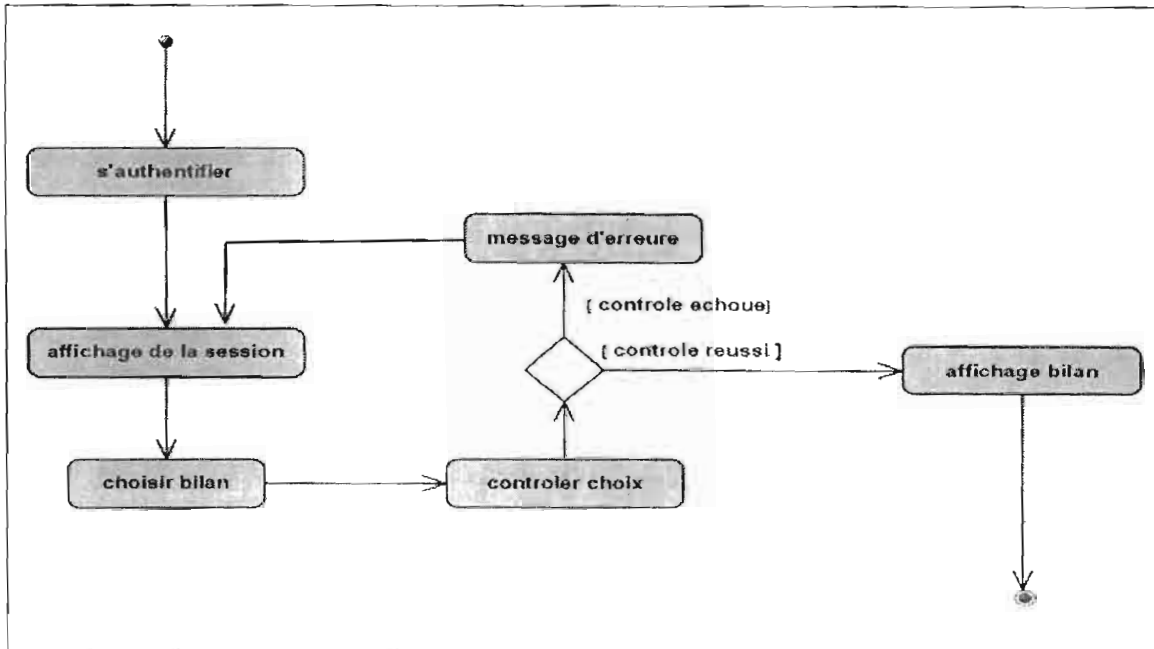 s'authentifier
message d'erreure
[ controle echoue]
affichage de la session
[ controle reussi ]
affichage bilan
choisir bilan
controler choix